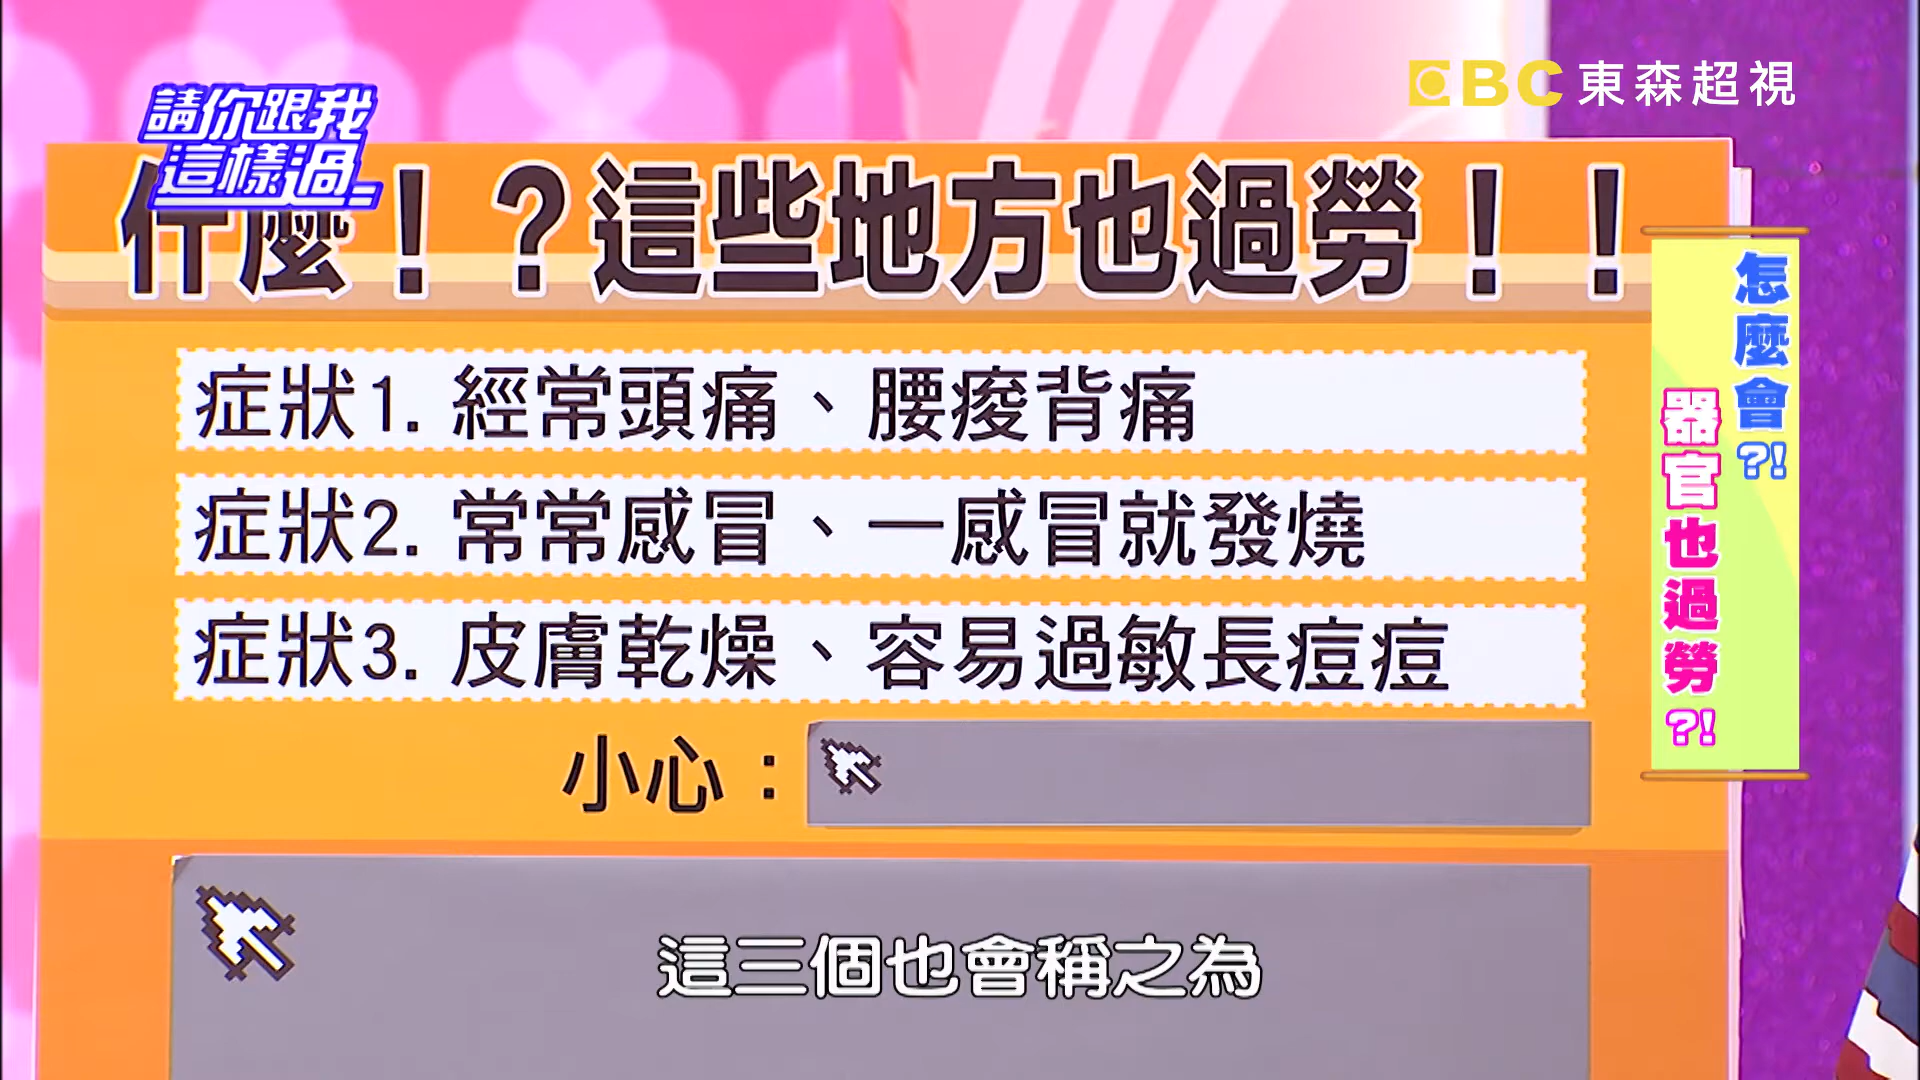 請你跟我
這樣過
EBC 東森超視
什麼！？這些地方也過勞！！
症狀1. 經常頭痛、腰痠背痛
症狀2. 常常感冒、一感冒就發燒
症狀3. 皮膚乾燥、容易過敏長痘痘
小心：
怎麼會?!
器官也過勞?!
這三個也會稱之為